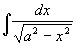 ∫ dx / √(a² − x²)